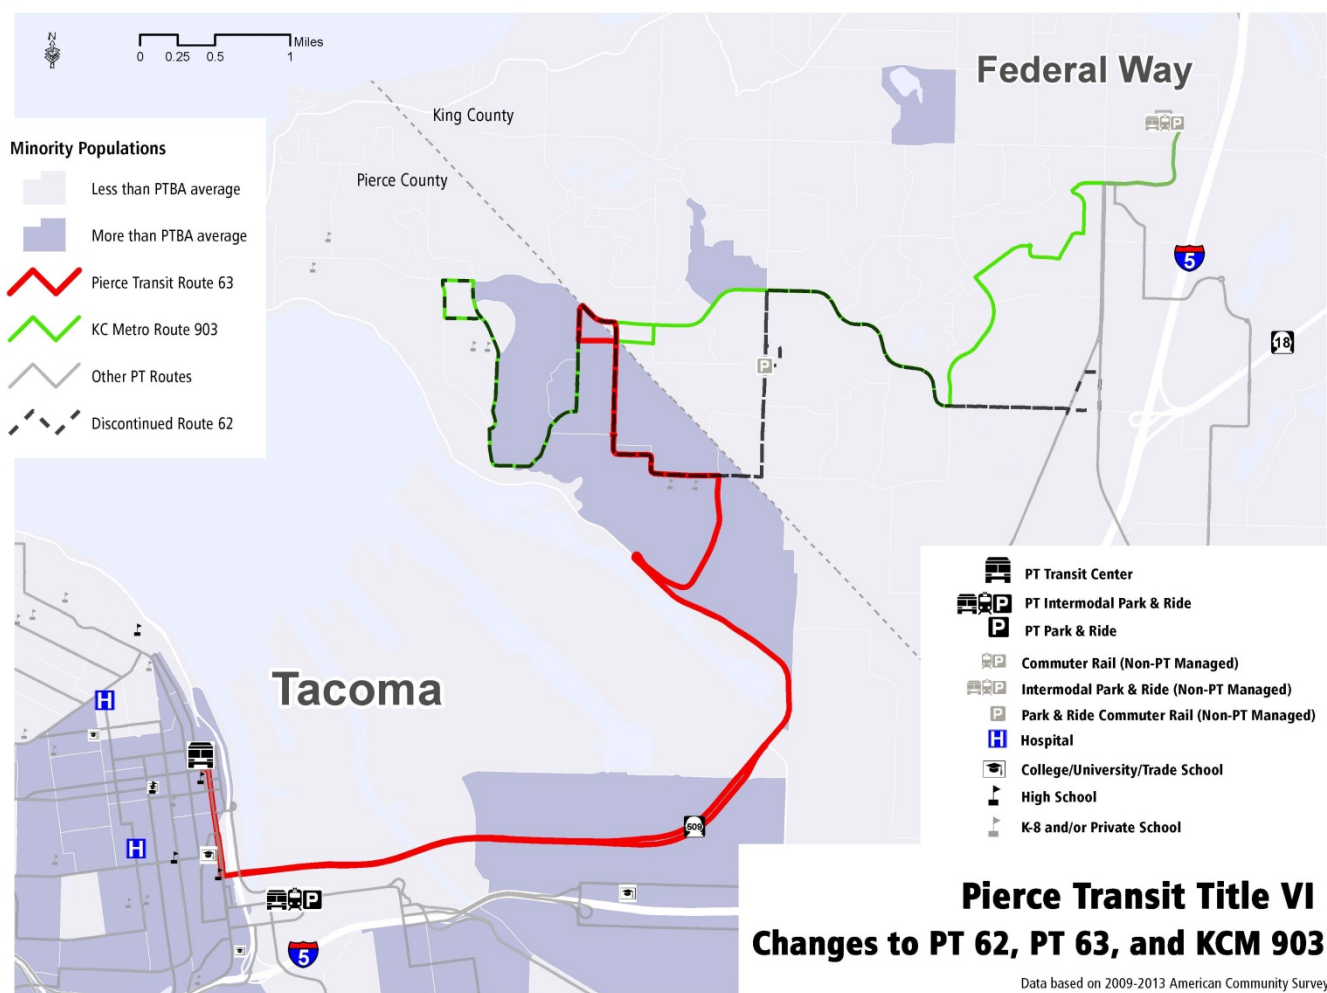 N
Miles
0 0.25 0.5 1
Federal Way
King County
Pierce County
Minority Populations
Less than PTBA average
More than PTBA average
Pierce Transit Route 63
KC Metro Route 903
Other PT Routes
Discontinued Route 62
P
5
18
P
Tacoma
H
H
509
P
5
PT Transit Center
P PT Intermodal Park & Ride
P PT Park & Ride
P Commuter Rail (Non-PT Managed)
P Intermodal Park & Ride (Non-PT Managed)
P Park & Ride Commuter Rail (Non-PT Managed)
H Hospital
College/University/Trade School
High School
K-8 and/or Private School
Pierce Transit Title VI
Changes to PT 62, PT 63, and KCM 903
Data based on 2009-2013 American Community Survey